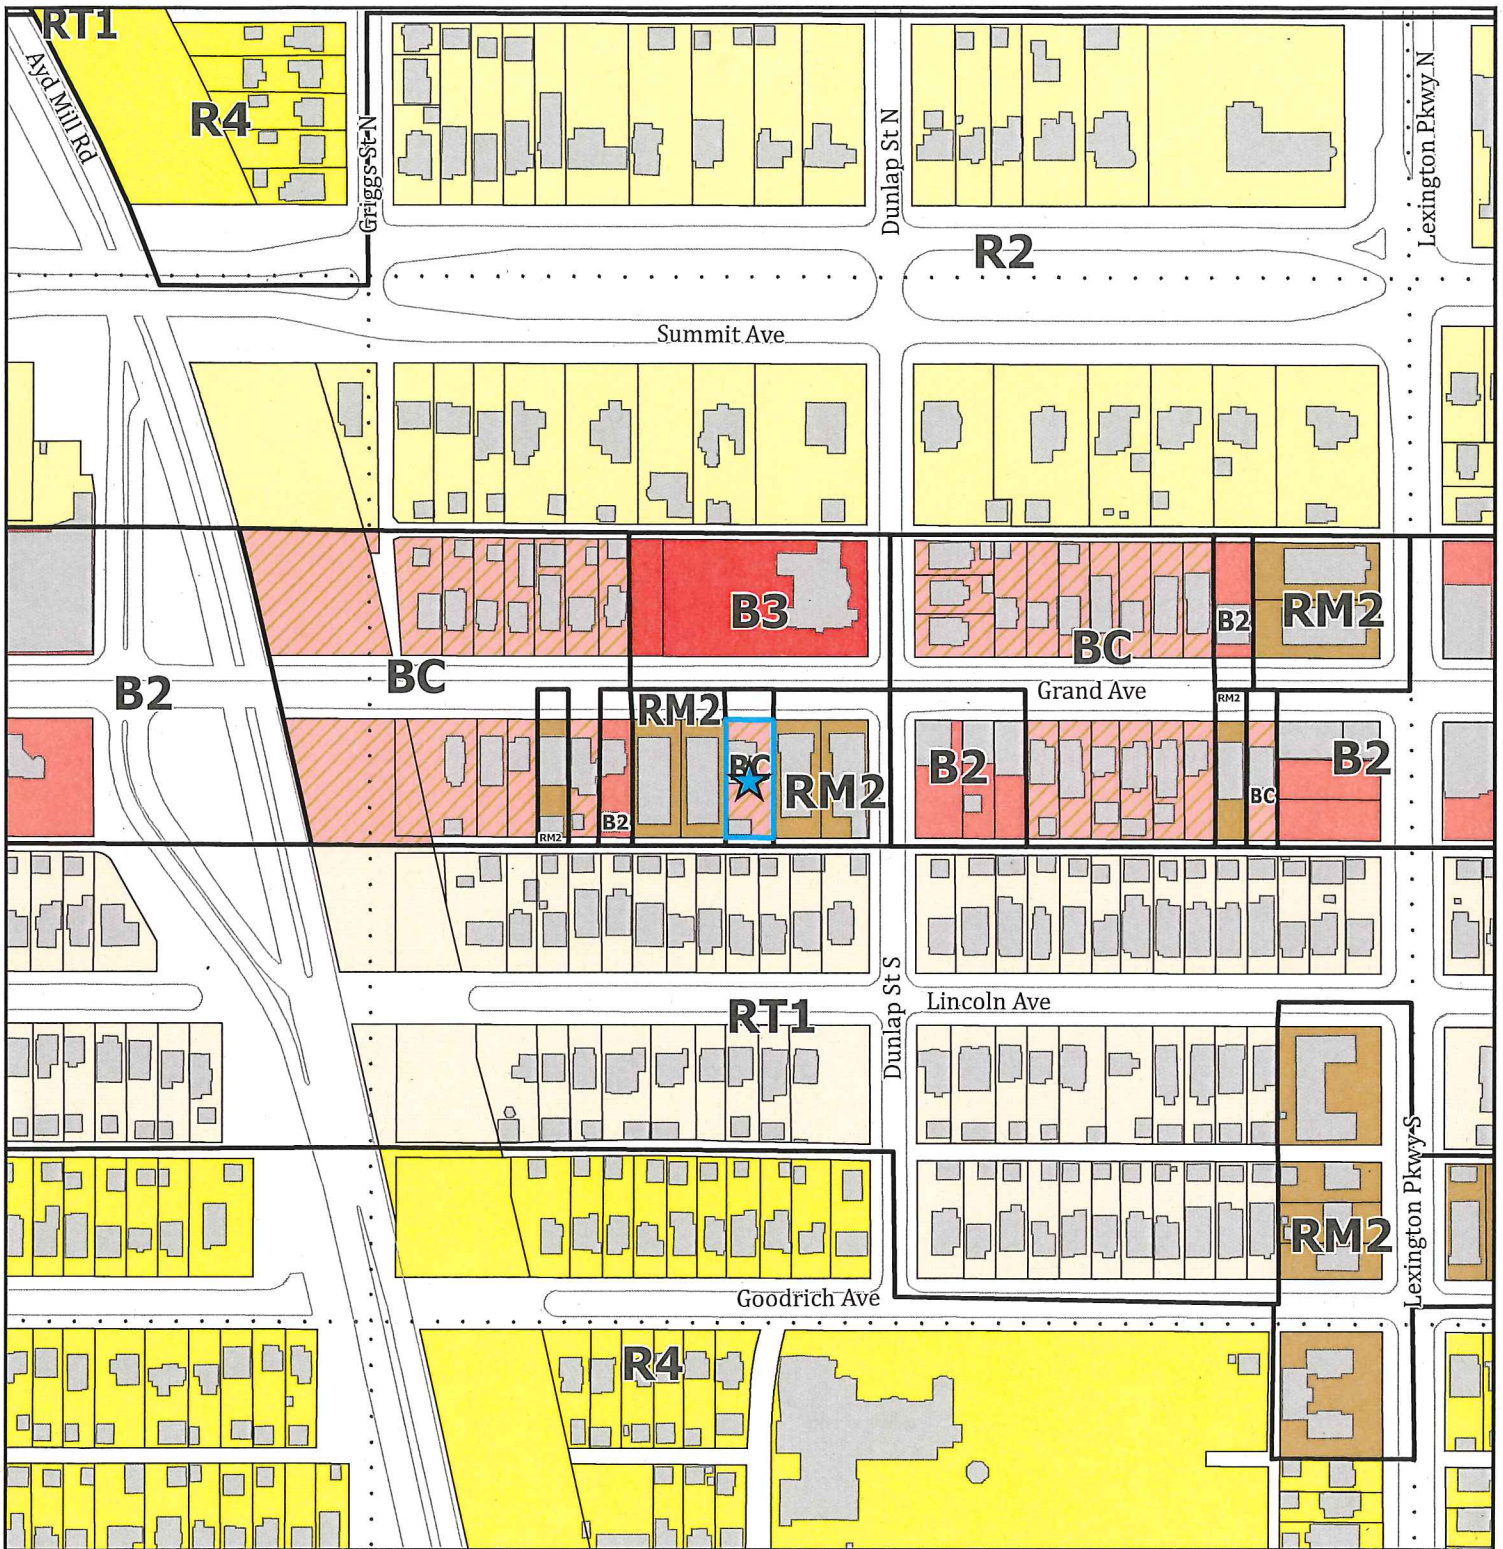 RT1
Ayd Mill Rd
R4
Griggs St N
Dunlap St N
Lexington Pkwy N
R2
Summit Ave
B3
B2
RM2
BC
BC
Grand Ave
B2
RM2
RM2
BC
RM2
B2
B2
RM2
B2
BC
RT1
Dunlap St S
Lincoln Ave
Lexington Pkwy S
RM2
Goodrich Ave
R4